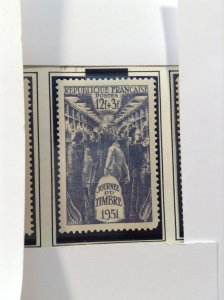 REPUBLIQUE FRANÇAISE
POSTES
12f+3f
JOURNÉE
DU
TIMBRE
1951